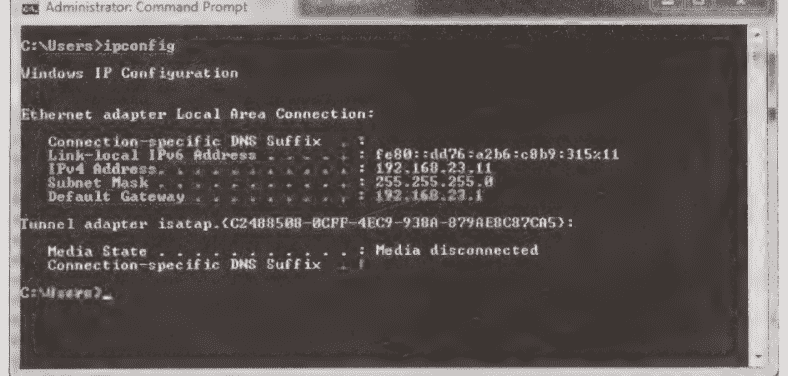 Administrator: Command Prompt
C:\Users>ipconfig
Windows IP Configuration
Ethernet adapter Local Area Connection:
Connection-specific DNS Suffix . :
Link-local IPv6 Address . . . . . : fe80::dd76:a2b6:c8b9:315%11
IPv4 Address. . . . . . . . . . . : 192.168.23.11
Subnet Mask . . . . . . . . . . . : 255.255.255.0
Default Gateway . . . . . . . . . : 192.168.23.1
Tunnel adapter isatap.{C2488508-0CFF-4EC9-938A-879AE8C87CA5}:
Media State . . . . . . . . . . . : Media disconnected
Connection-specific DNS Suffix . :
C:\Users>_